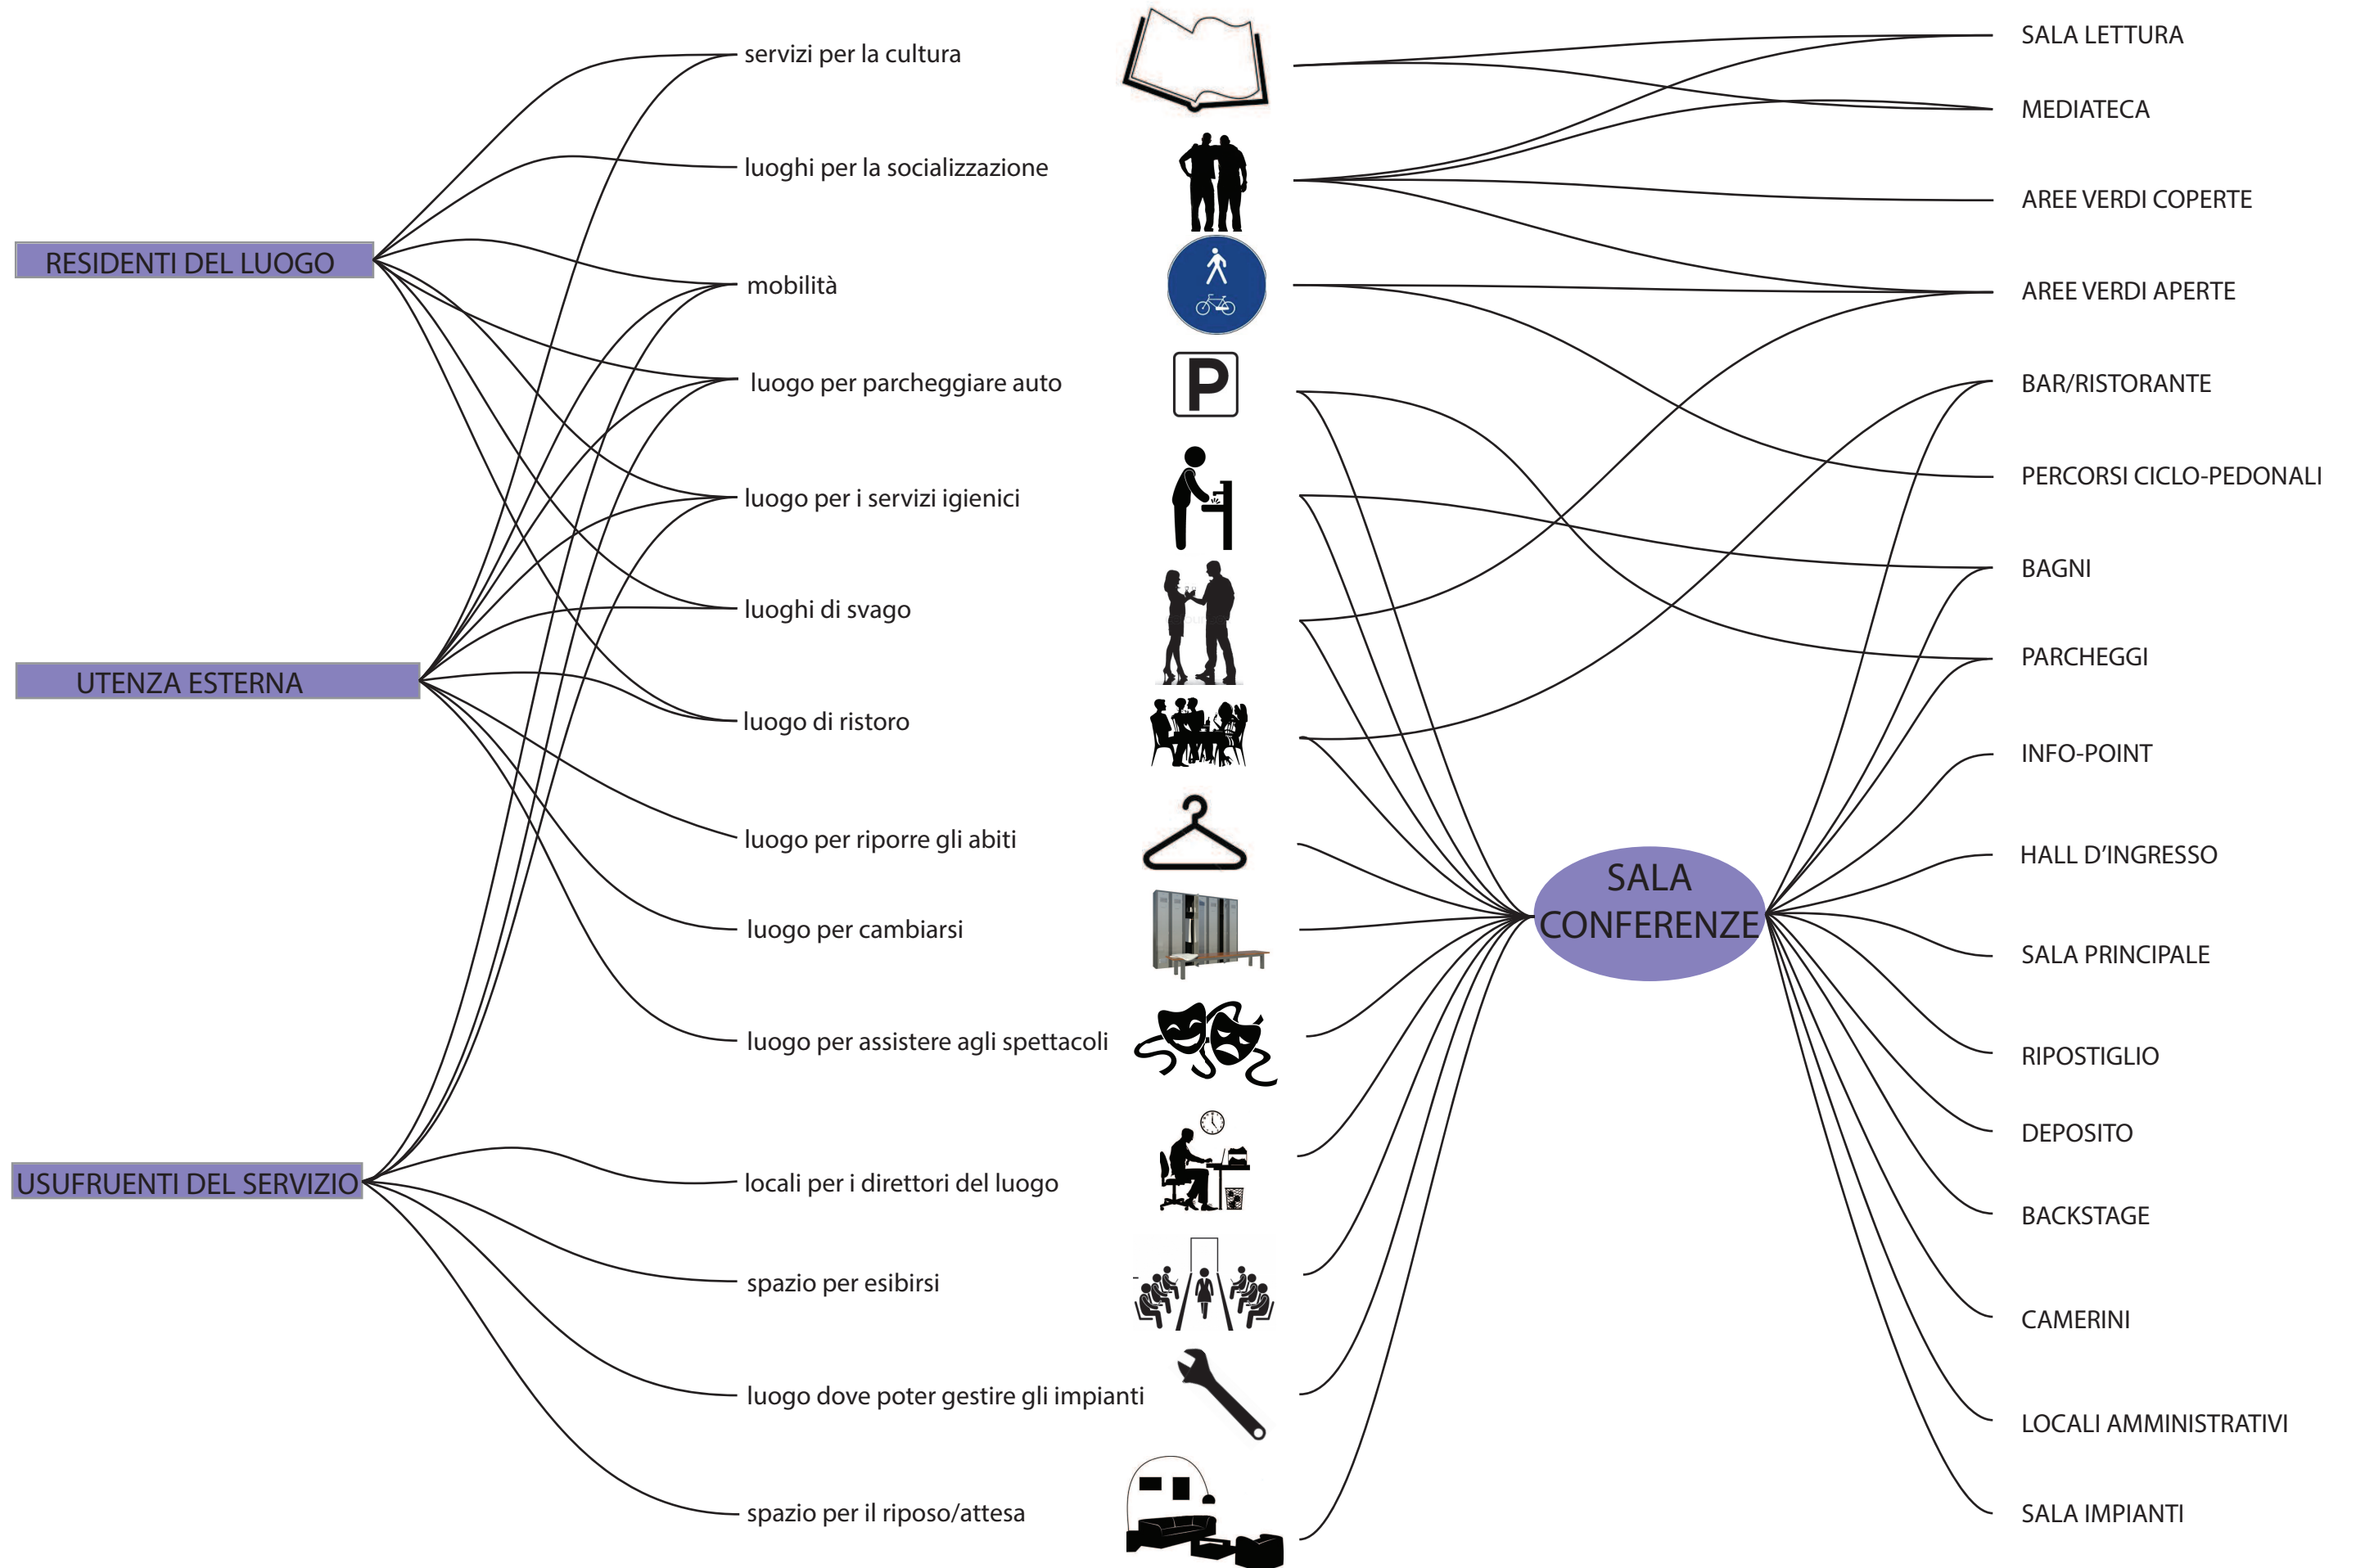 RESIDENTI DEL LUOGO
UTENZA ESTERNA
USUFRUENTI DEL SERVIZIO
servizi per la cultura
luoghi per la socializzazione
mobilità
luogo per parcheggiare auto
luogo per i servizi igienici
luoghi di svago
luogo di ristoro
luogo per riporre gli abiti
luogo per cambiarsi
luogo per assistere agli spettacoli
locali per i direttori del luogo
spazio per esibirsi
luogo dove poter gestire gli impianti
spazio per il riposo/attesa
P
SALA
CONFERENZE
SALA LETTURA
MEDIATECA
AREE VERDI COPERTE
AREE VERDI APERTE
BAR/RISTORANTE
PERCORSI CICLO-PEDONALI
BAGNI
PARCHEGGI
INFO-POINT
HALL D’INGRESSO
SALA PRINCIPALE
RIPOSTIGLIO
DEPOSITO
BACKSTAGE
CAMERINI
LOCALI AMMINISTRATIVI
SALA IMPIANTI